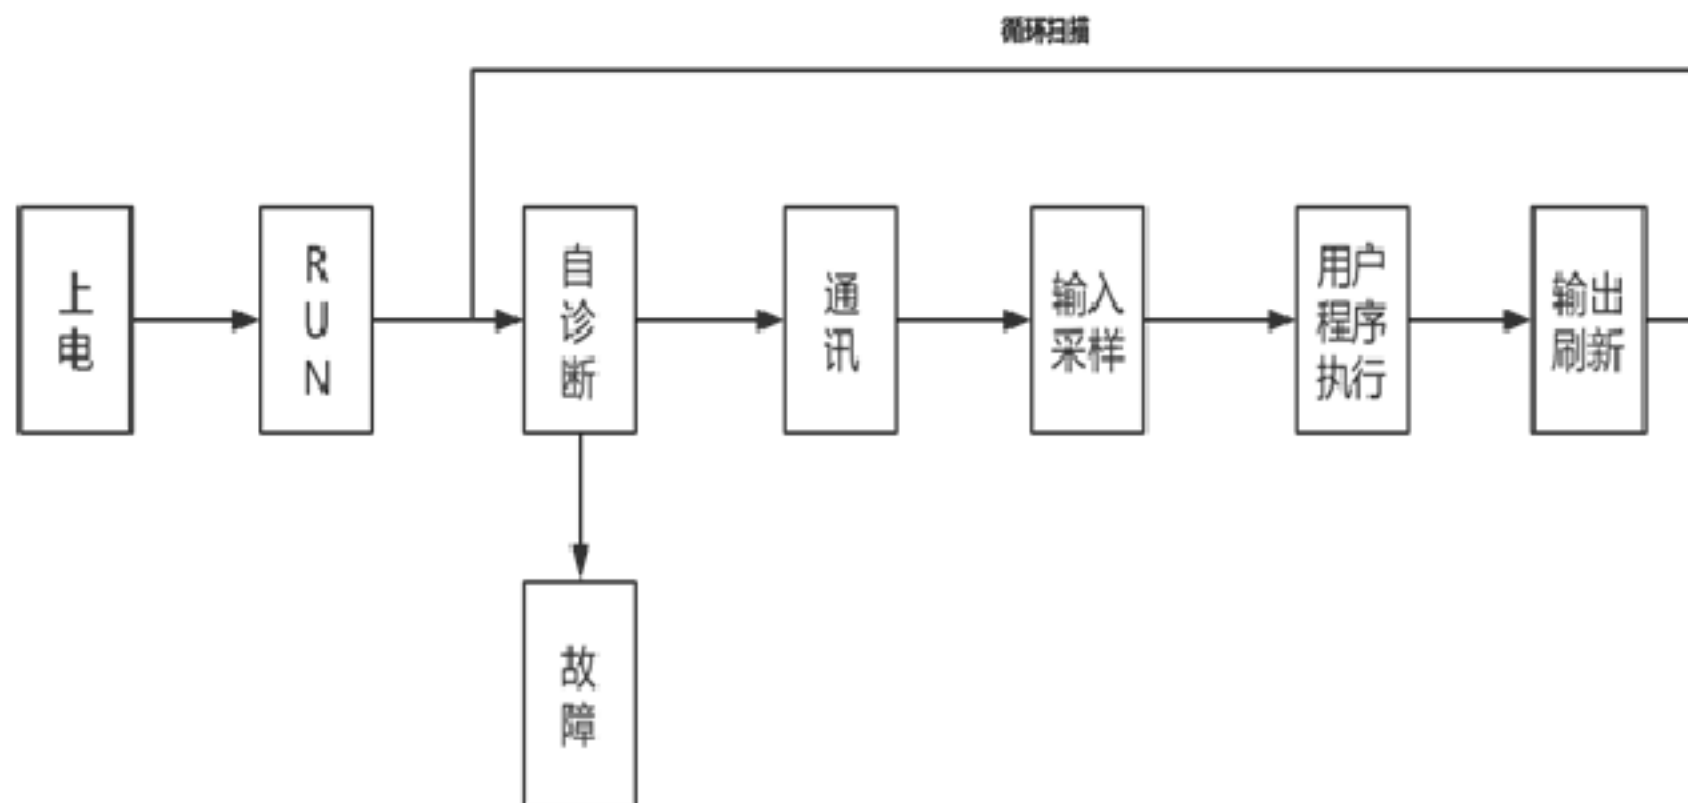 循环扫描
上
电
R
U
N
自
诊
断
通
讯
输入
采样
用户
程序
执行
输出
刷新
故
障